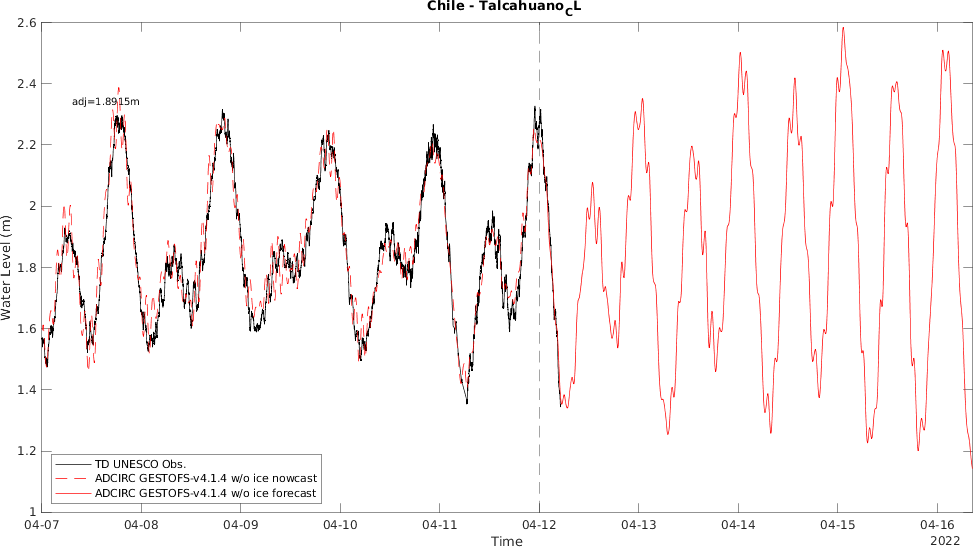 Chile - Talcahuano_CL
2.6
2.4
2.2
2
1.8
1.6
1.4
1.2
1
Water Level (m)
adj=1.8915m
TD UNESCO Obs.
ADCIRC GESTOFS-v4.1.4 w/o ice nowcast
ADCIRC GESTOFS-v4.1.4 w/o ice forecast
04-07 04-08 04-09 04-10 04-11 04-12 04-13 04-14 04-15 04-16
Time
2022